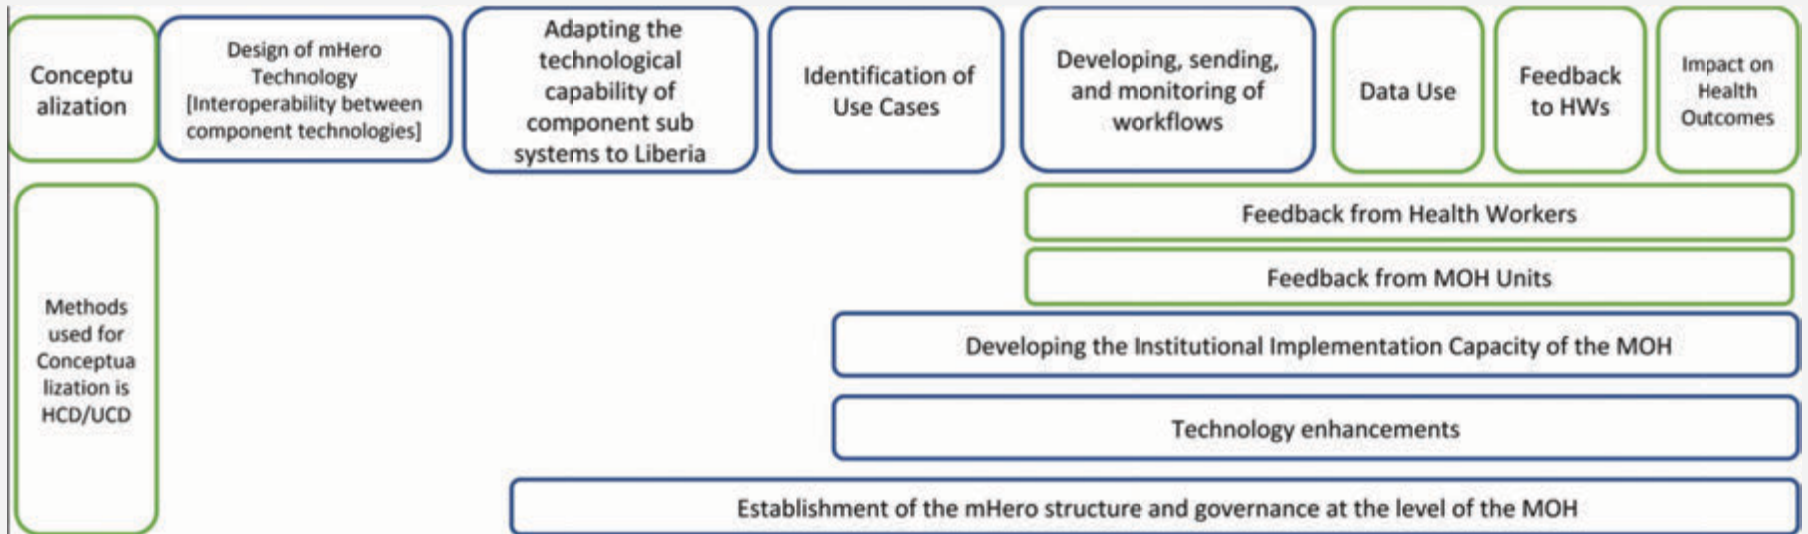 Conceptu
alization
Design of mHero
Technology
[Interoperability between
component technologies]
Adapting the
technological
capability of
component sub
systems to Liberia
Identification of
Use Cases
Developing, sending,
and monitoring of
workflows
Data Use
Feedback
to HWs
Impact on
Health
Outcomes
Methods
used for
Conceptua
lization is
HCD/UCD
Feedback from Health Workers
Feedback from MOH Units
Developing the Institutional Implementation Capacity of the MOH
Technology enhancements
Establishment of the mHero structure and governance at the level of the MOH